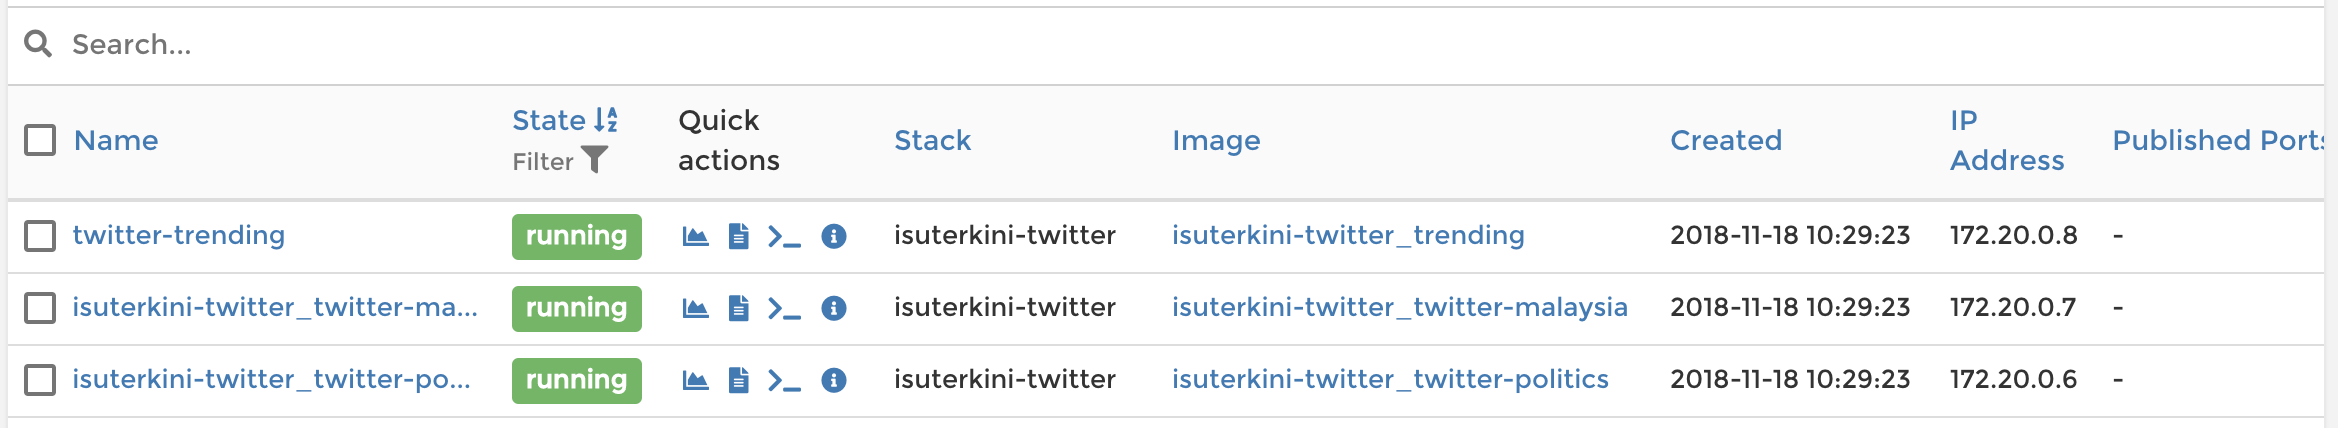 Search...
Name State Filter Quick actions Stack Image Created IP Address Published Ports
twitter-trending running isuterkini-twitter isuterkini-twitter_trending 2018-11-18 10:29:23 172.20.0.8 -
isuterkini-twitter_twitter-ma... running isuterkini-twitter isuterkini-twitter_twitter-malaysia 2018-11-18 10:29:23 172.20.0.7 -
isuterkini-twitter_twitter-po... running isuterkini-twitter isuterkini-twitter_twitter-politics 2018-11-18 10:29:23 172.20.0.6 -